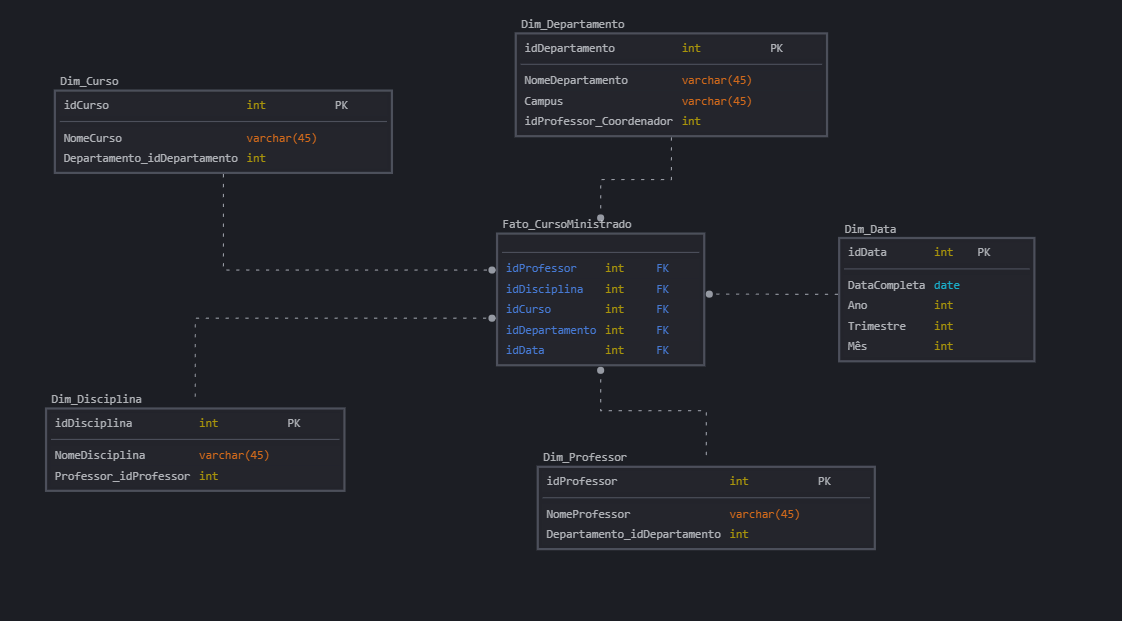 Dim_Departamento
idDepartamento int PK
NomeDepartamento varchar(45)
Campus varchar(45)
idProfessor_Coordenador int
Dim_Curso
idCurso int PK
NomeCurso varchar(45)
Departamento_idDepartamento int
Fato_CursoMinistrado
idProfessor int FK
idDisciplina int FK
idCurso int FK
idDepartamento int FK
idData int FK
Dim_Data
idData int PK
DataCompleta date
Ano int
Trimestre int
Mês int
Dim_Disciplina
idDisciplina int PK
NomeDisciplina varchar(45)
Professor_idProfessor int
Dim_Professor
idProfessor int PK
NomeProfessor varchar(45)
Departamento_idDepartamento int